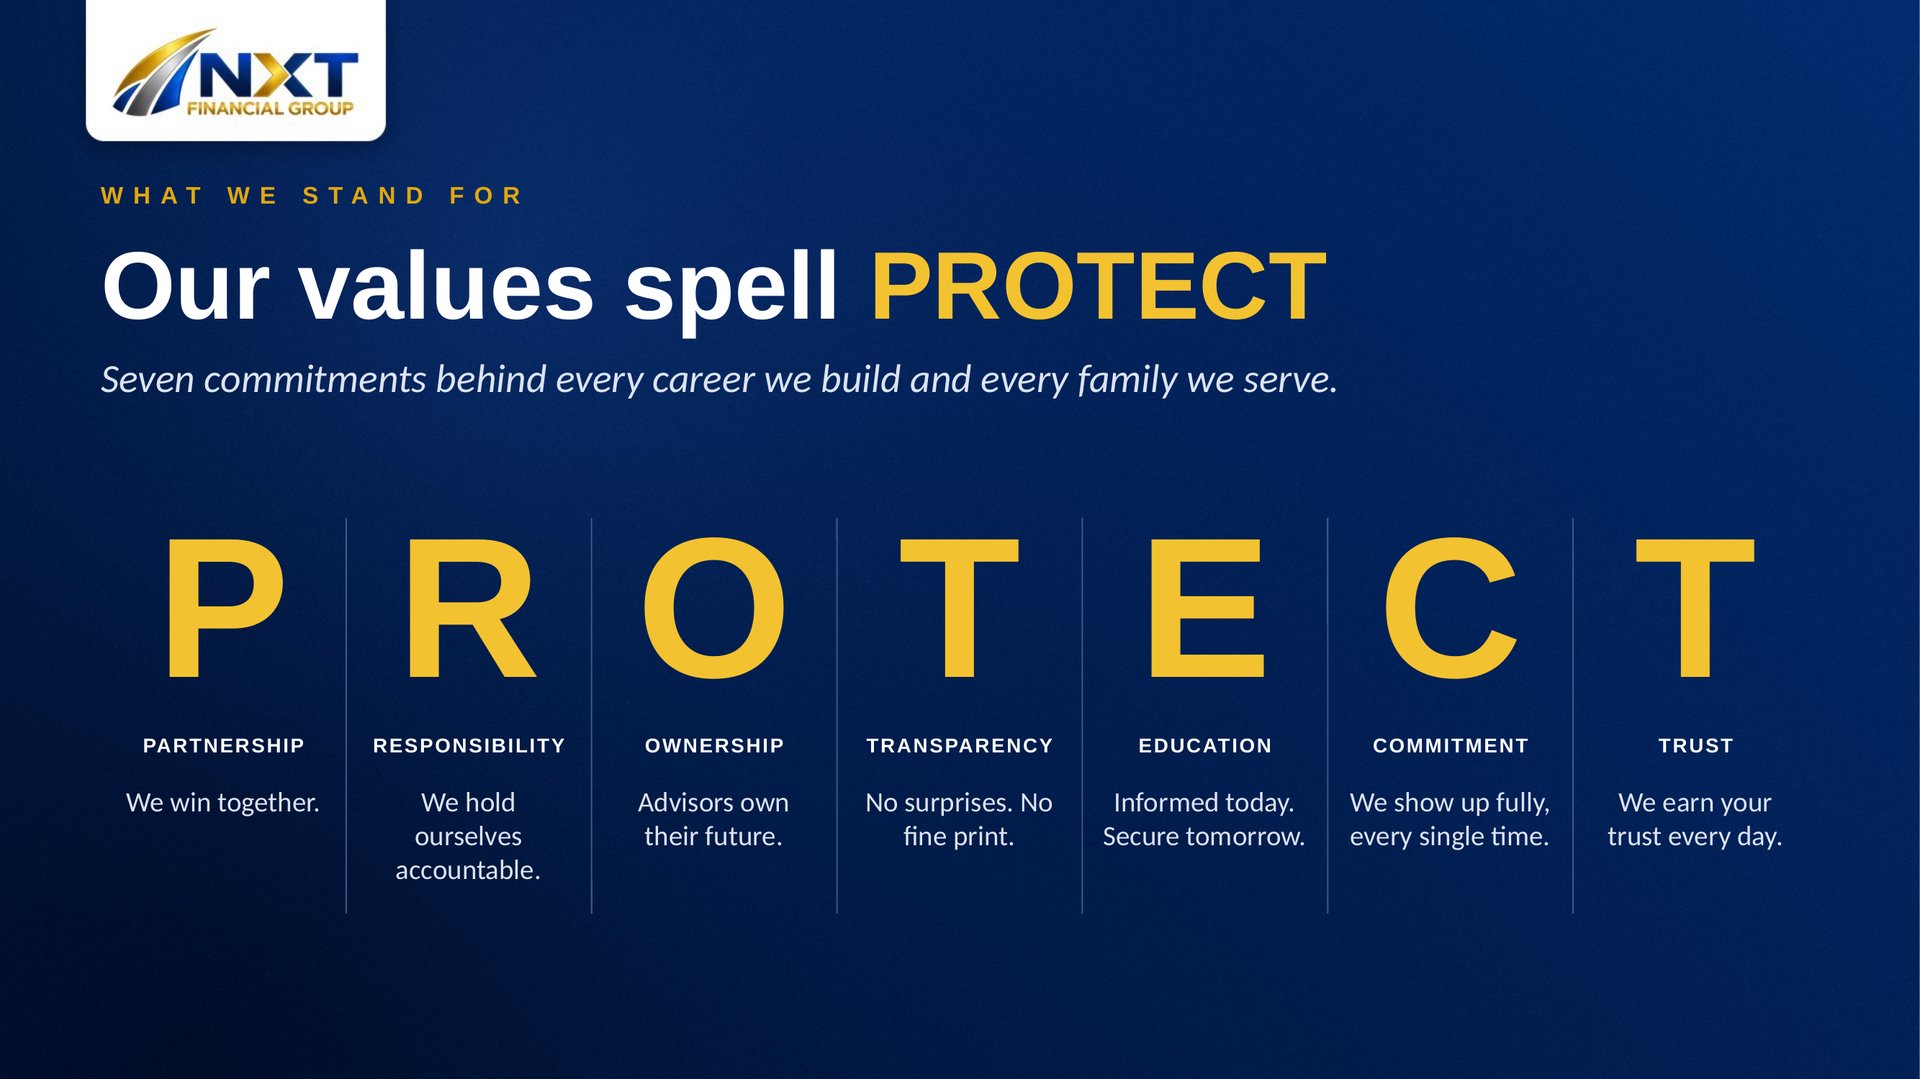 NXT
FINANCIAL GROUP
WHAT WE STAND FOR
Our values spell PROTECT
Seven commitments behind every career we build and every family we serve.
P
PARTNERSHIP
We win together.
R
RESPONSIBILITY
We hold
ourselves
accountable.
O
OWNERSHIP
Advisors own
their future.
T
TRANSPARENCY
No surprises. No
fine print.
E
EDUCATION
Informed today.
Secure tomorrow.
C
COMMITMENT
We show up fully,
every single time.
T
TRUST
We earn your
trust every day.